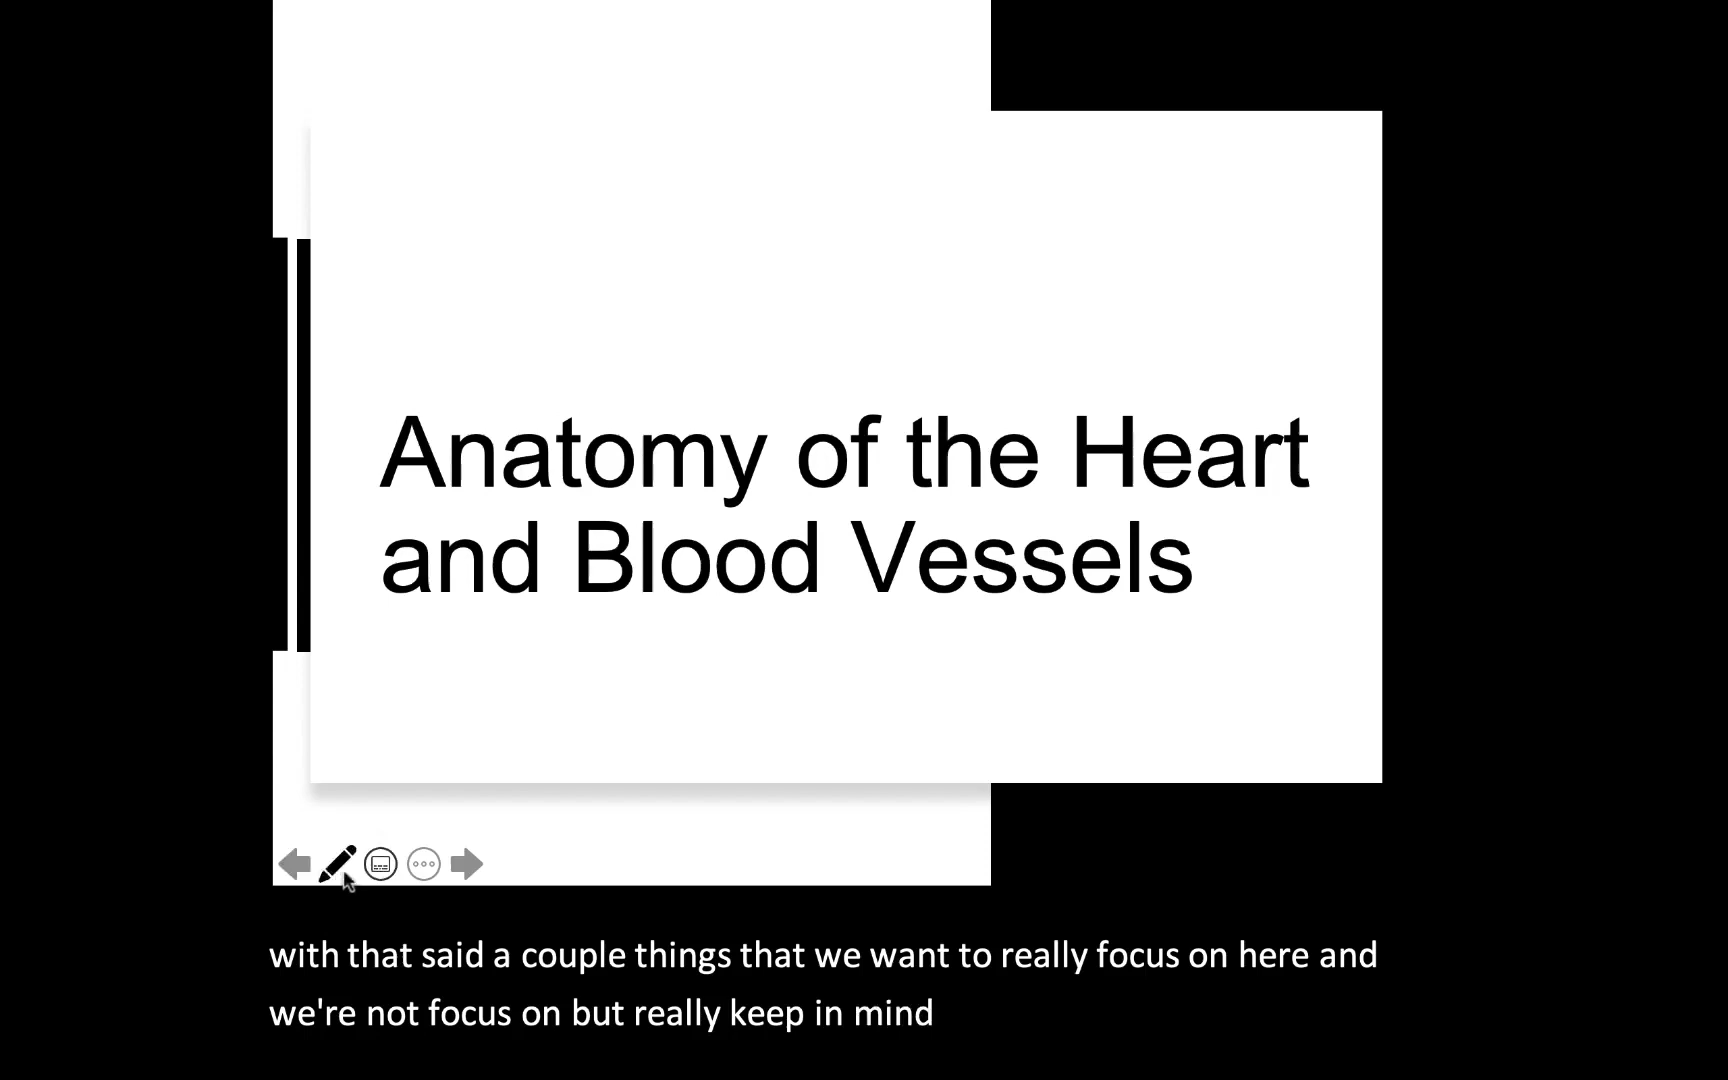 Anatomy of the Heart
and Blood Vessels
with that said a couple things that we want to really focus on here and
we're not focus on but really keep in mind